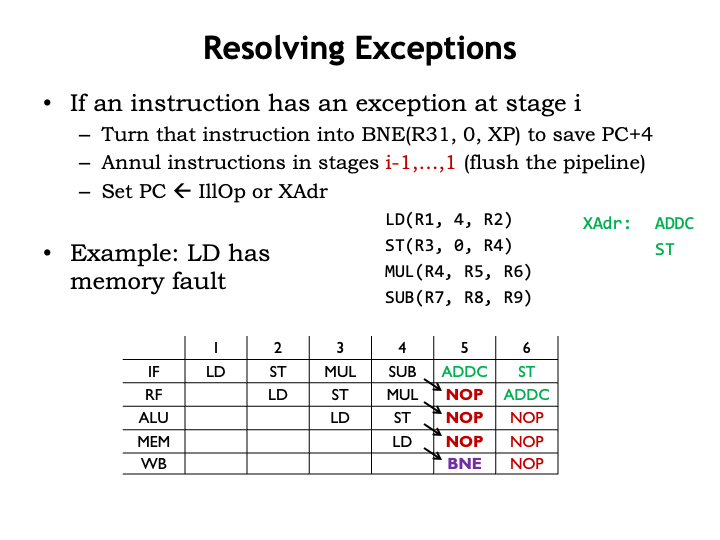 Resolving Exceptions
• If an instruction has an exception at stage i
– Turn that instruction into BNE(R31, 0, XP) to save PC+4
– Annul instructions in stages i-1,…,1 (flush the pipeline)
– Set PC ← IllOp or XAdr
• Example: LD has
memory fault
LD(R1, 4, R2)
ST(R3, 0, R4)
MUL(R4, R5, R6)
SUB(R7, R8, R9)
XAdr: ADDC
ST
1 2 3 4 5 6
IF LD ST MUL SUB ADDC ST
RF LD ST MUL NOP ADDC
ALU LD ST NOP NOP
MEM LD NOP NOP
WB BNE NOP